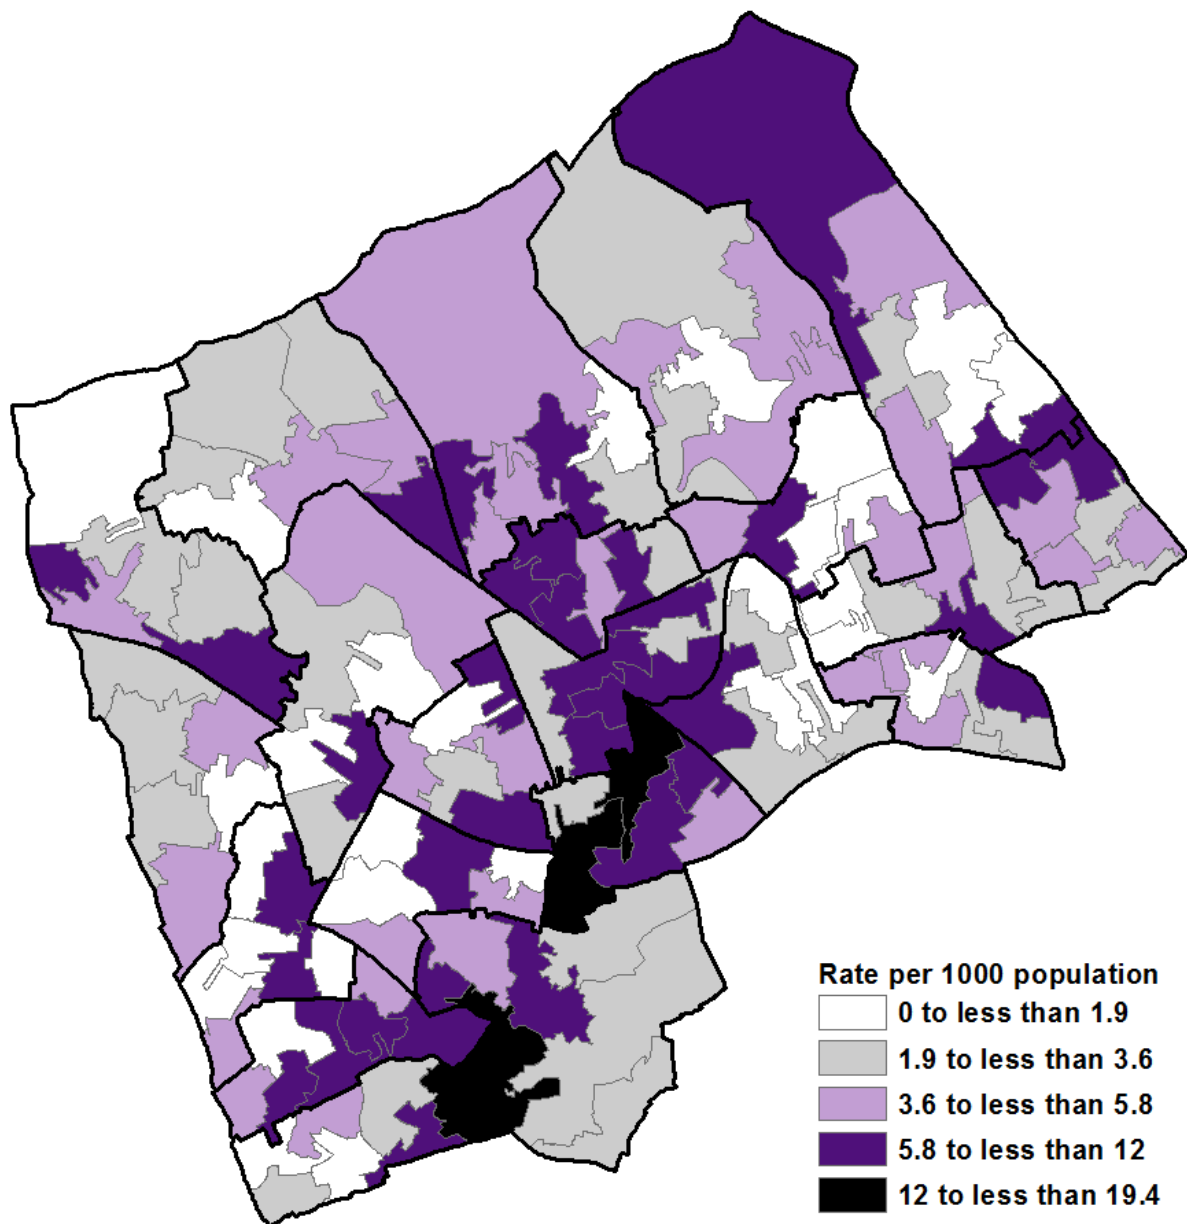 Rate per 1000 population
0 to less than 1.9
1.9 to less than 3.6
3.6 to less than 5.8
5.8 to less than 12
12 to less than 19.4